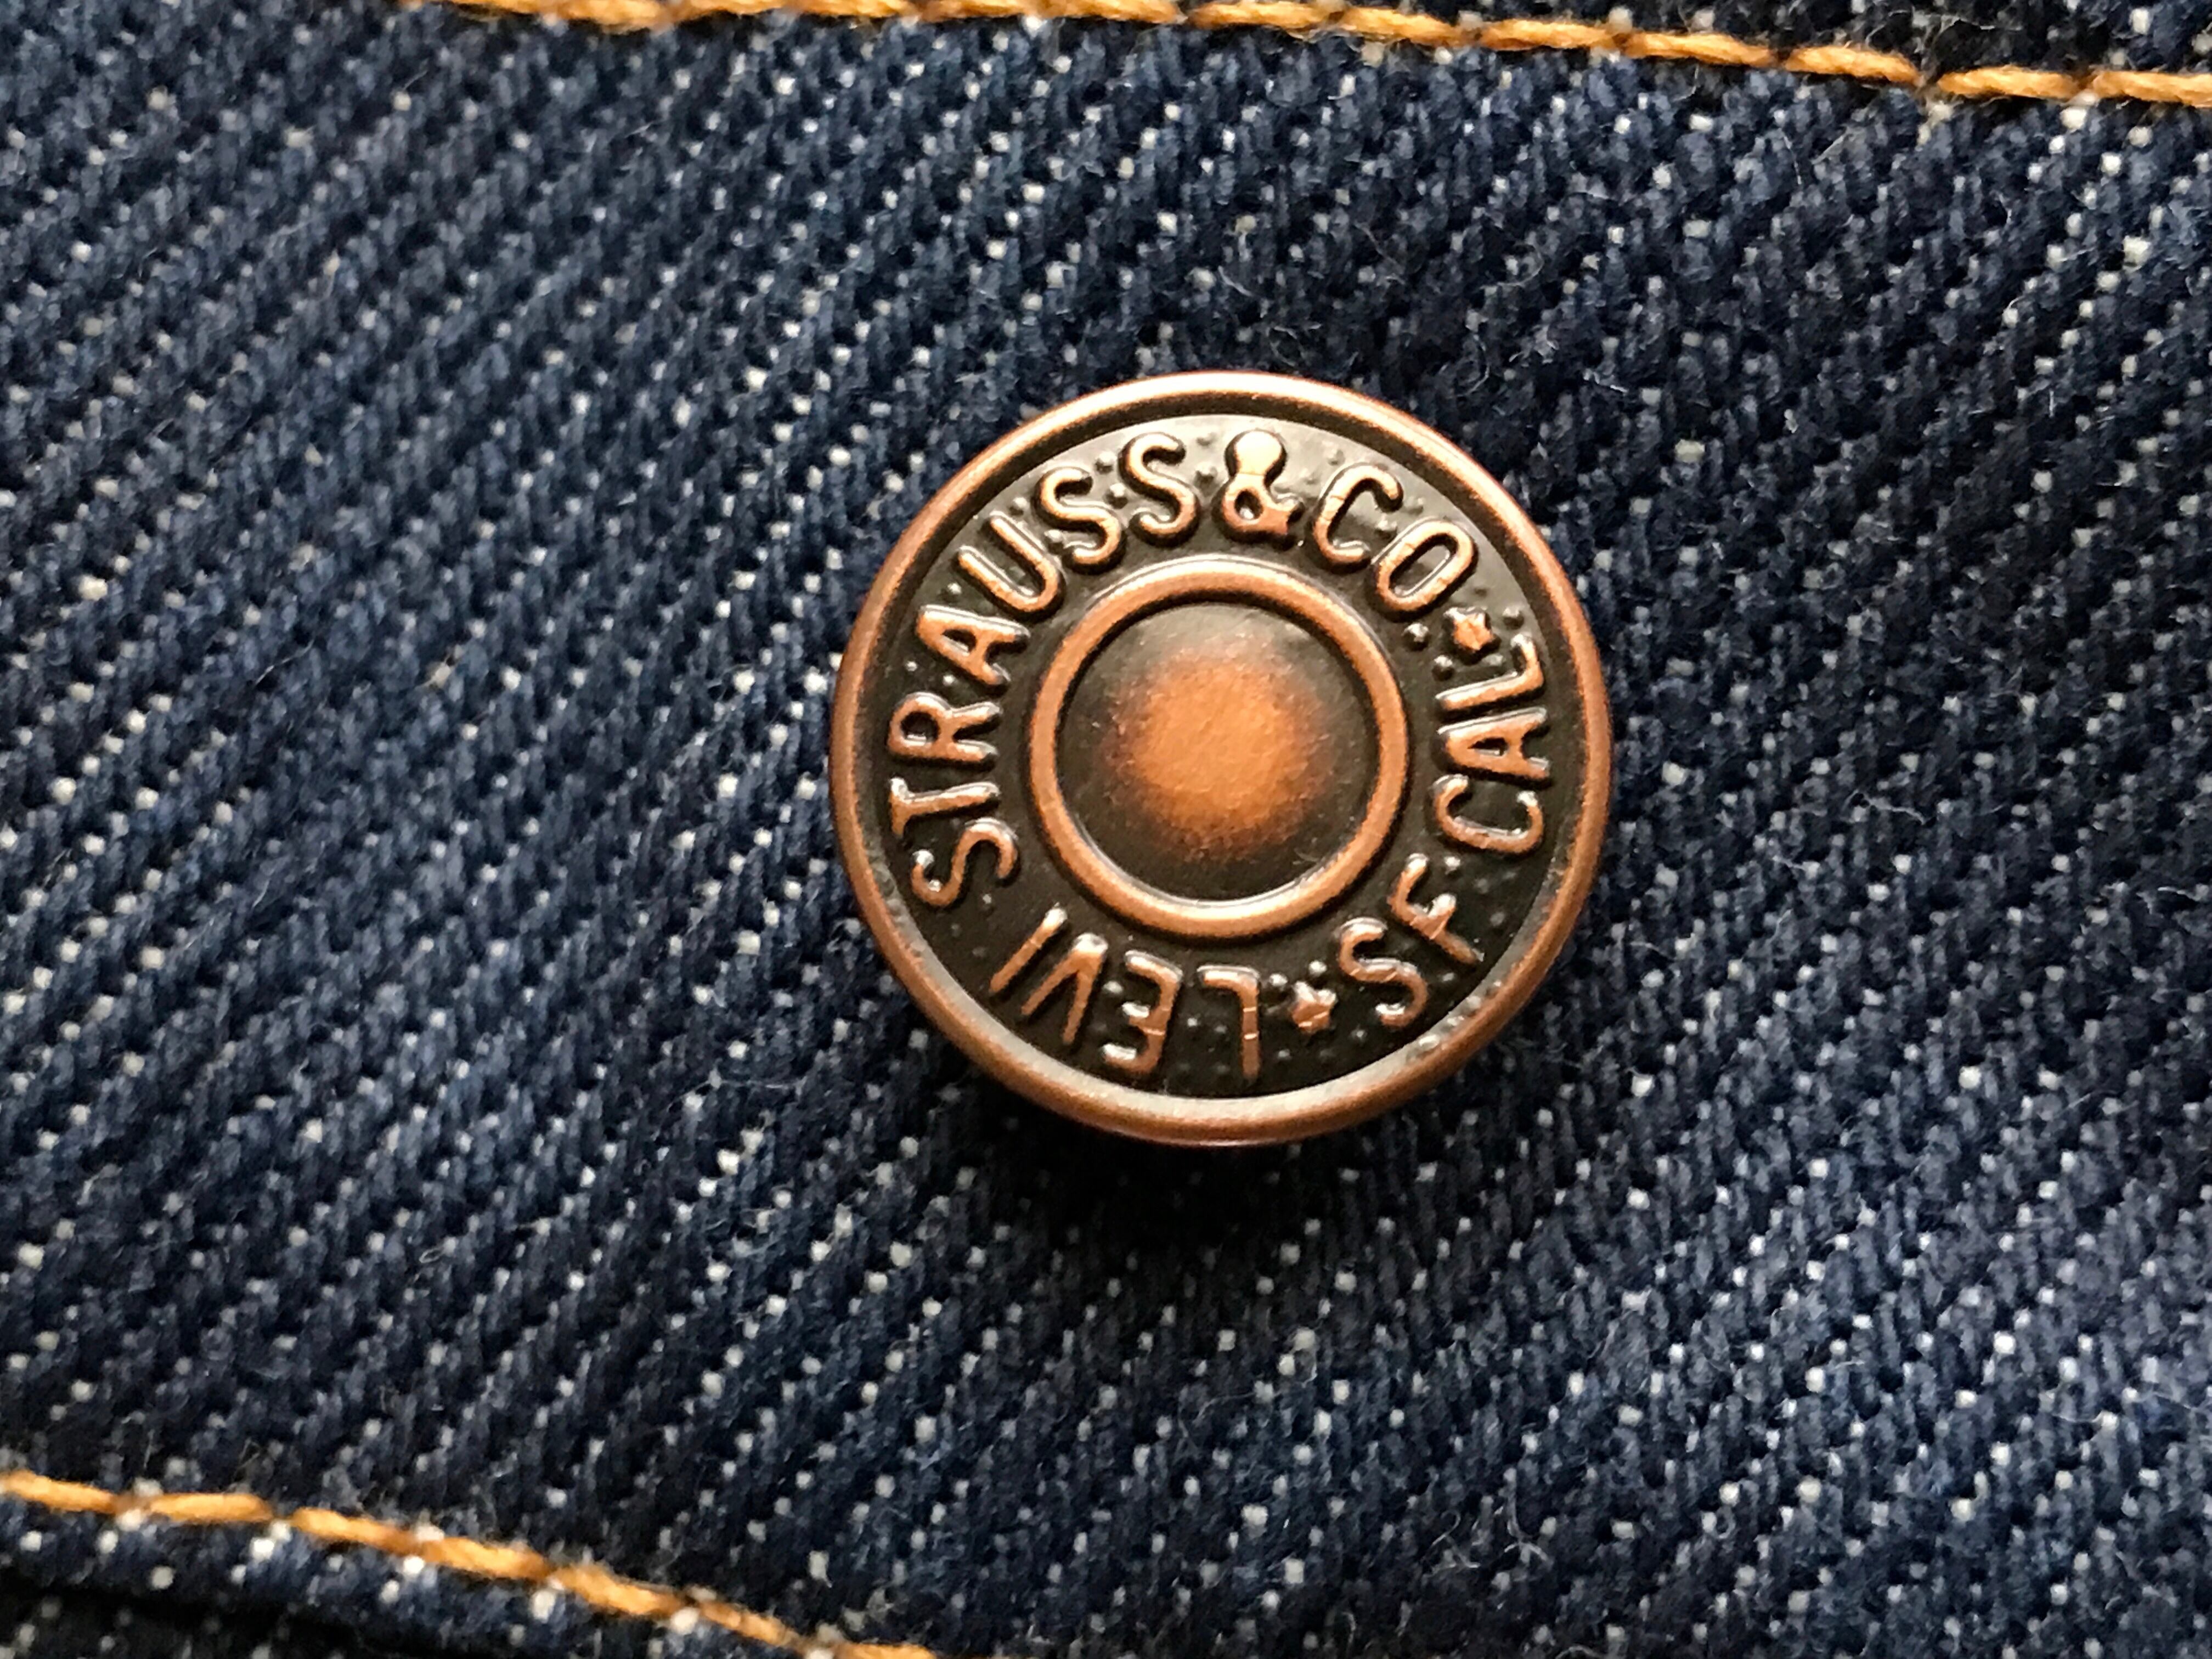 LEVI STRAUSS & CO ★ SF CAL ★